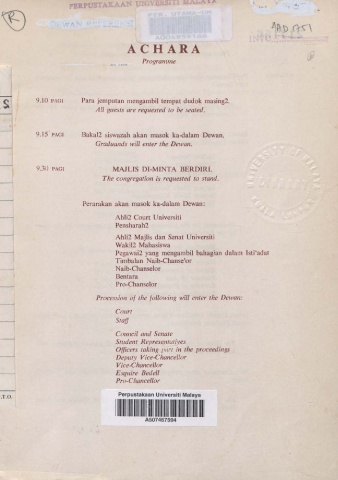 PERPUSTAKAAN UNIVERSITI MALAYA
R
ACHARA
Programme
S
9.10 PAGI Para jemputan mengambil tempat dudok masing2.
All guests are requested to be seated.
9.15 PAGI Bakal2 siswazah akan masok ka-dalam Dewan.
Graduands will enter the Dewan.
9.30 PAGI MAJLIS DI-MINTA BERDIRI.
The congregation is requested to stand.
Perarakan akan masok ka-dalam Dewan:
Ahli2 Court Universiti
Pensharah2
Ahli2 Majlis dan Senat Universiti
Wakil2 Mahasiswa
Pegawai2 yang mengambil bahagian dalam Isti'adat
Timbalan Naib-Chanselor
Naib-Chanselor
Bentara
Pro-Chanselor
Procession of the following will enter the Dewan:
Court
Staff
Council and Senate
Student Representatives
Officers taking part in the proceedings
Deputy Vice-Chancellor
Vice-Chancellor
Esquire Bedell
Pro-Chancellor
P.T.O.
Perpustakaan Universiti Malaya
A507467594